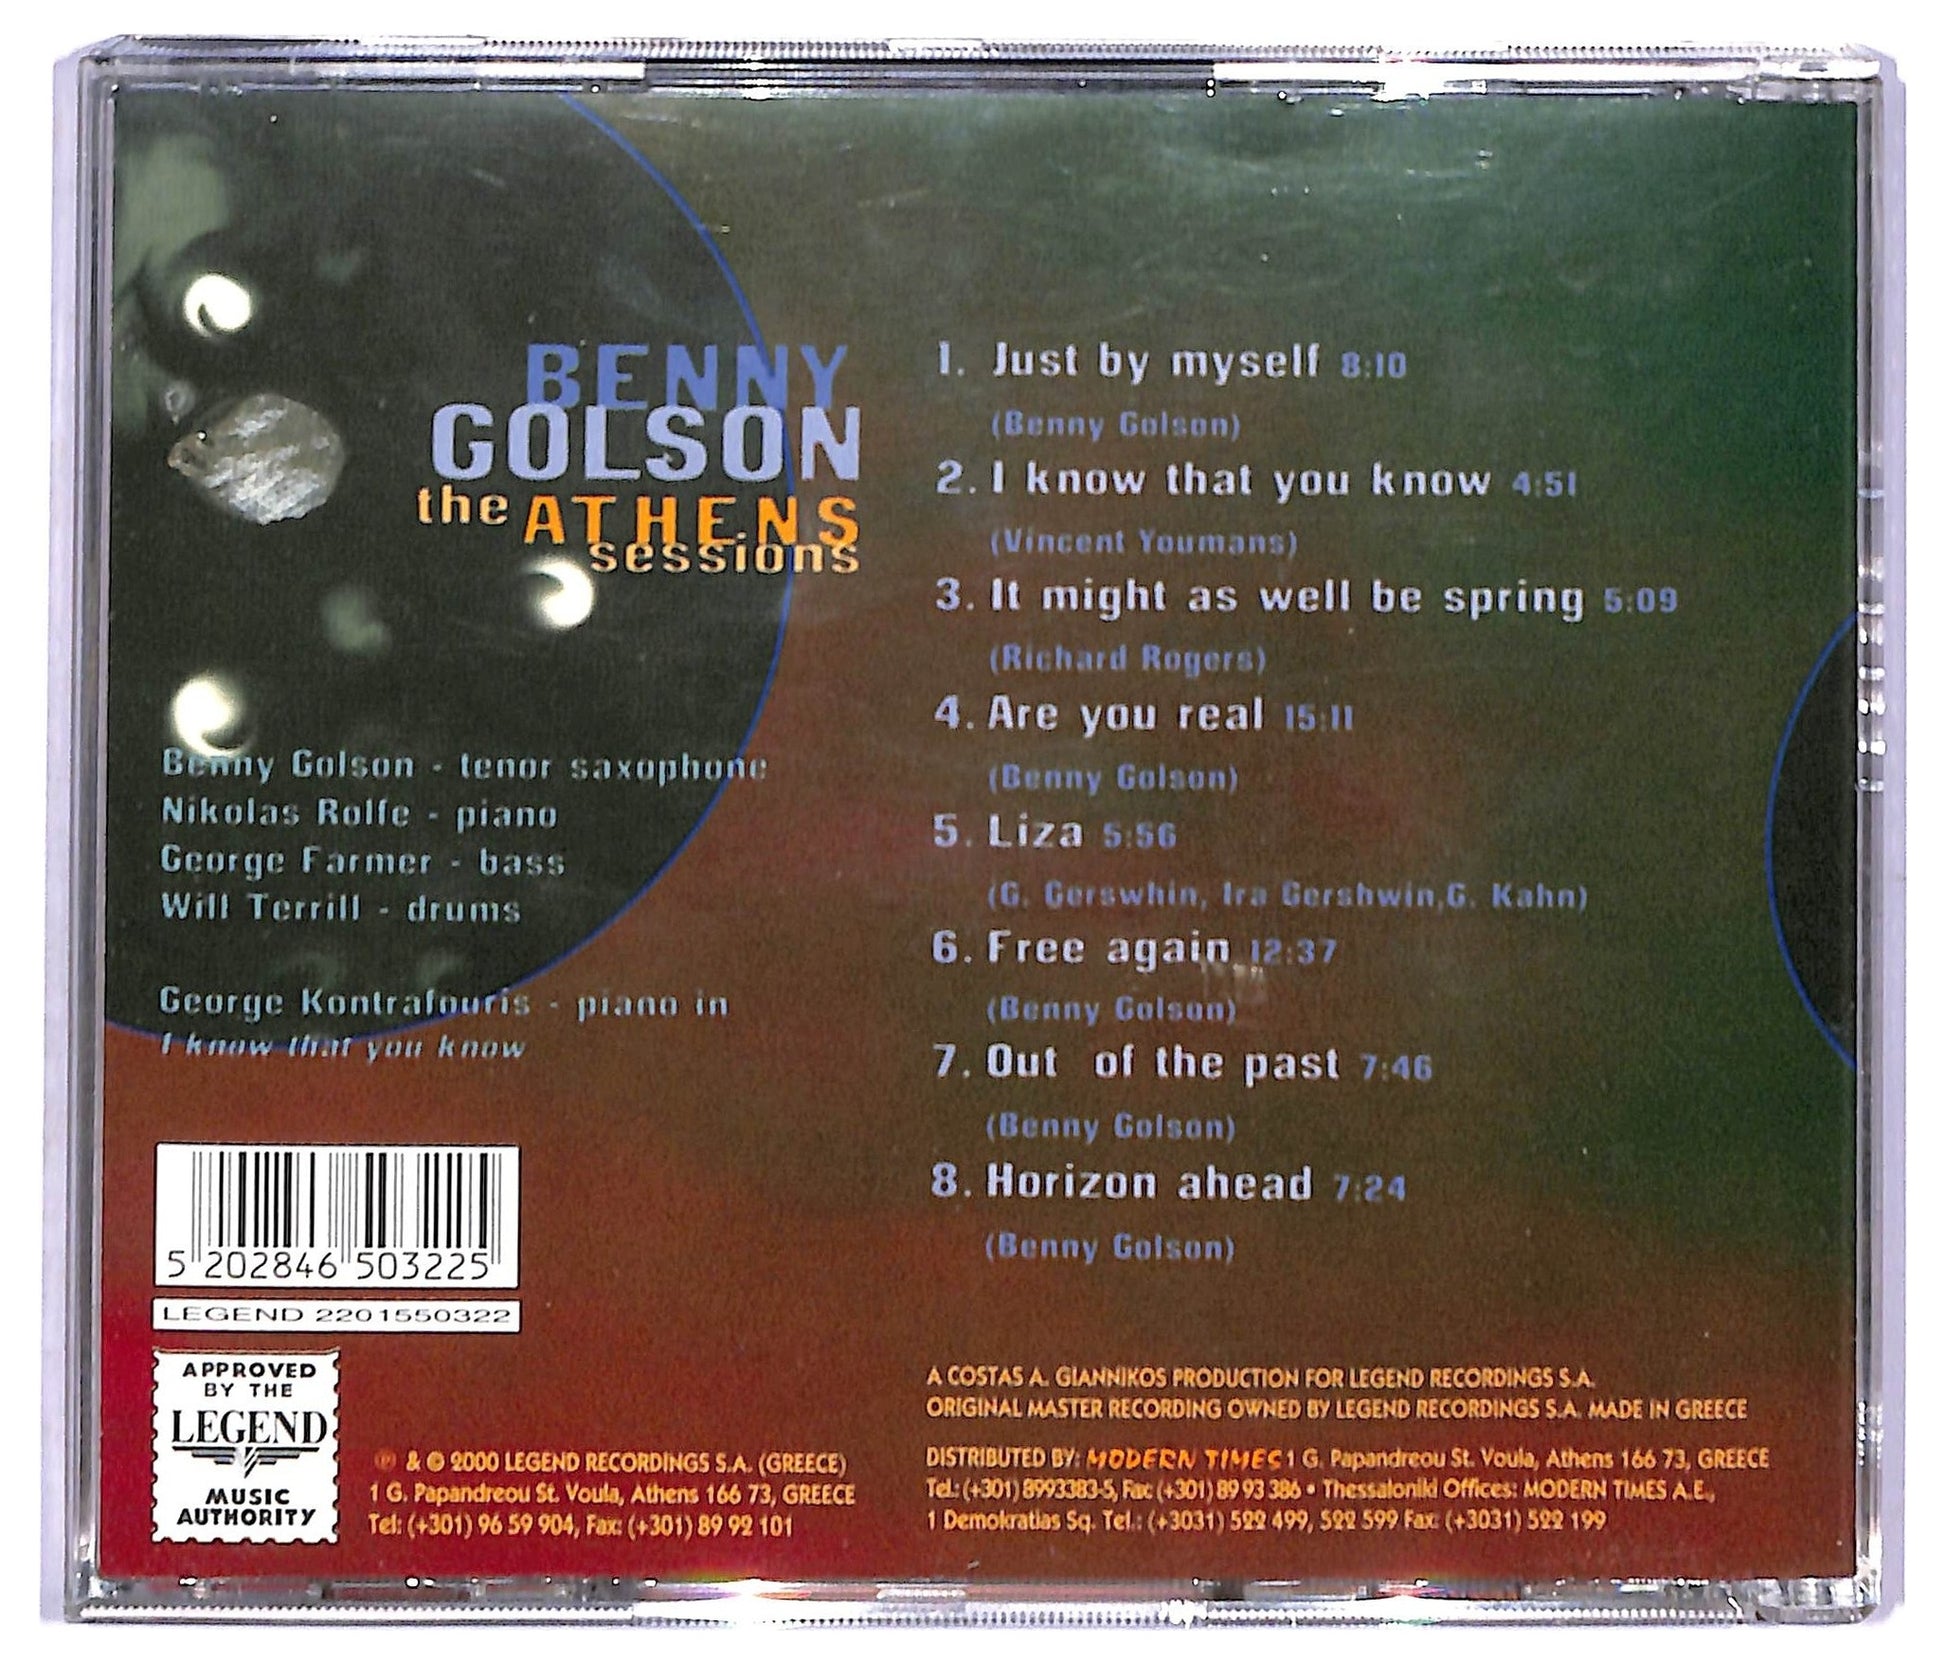 BENNY
GOLSON
the ATHENS
sessions
Benny Golson - tenor saxophone
Nikolas Rolfe - piano
George Farmer - bass
Will Terrill - drums
George Kontrafouris - piano in
I know that you know
1. Just by myself 8:10
(Benny Golson)
2. I know that you know 4:51
(Vincent Youmans)
3. It might as well be spring 5:09
(Richard Rogers)
4. Are you real 15:11
(Benny Golson)
5. Liza 5:56
(G. Gerswhin, Ira Gershwin,G. Kahn)
6. Free again 12:37
(Benny Golson)
7. Out of the past 7:46
(Benny Golson)
8. Horizon ahead 7:24
(Benny Golson)
5 202846 503225
LEGEND 2201550322
APPROVED
BY THE
LEGEND
MUSIC
AUTHORITY
℗ & © 2000 LEGEND RECORDINGS S.A. (GREECE)
1 G. Papandreou St. Voula, Athens 166 73, GREECE
Tel: (+301) 96 59 904, Fax: (+301) 89 92 101
A COSTAS A. GIANNIKOS PRODUCTION FOR LEGEND RECORDINGS S.A.
ORIGINAL MASTER RECORDING OWNED BY LEGEND RECORDINGS S.A. MADE IN GREECE
DISTRIBUTED BY: MODERN TIMES 1 G. Papandreou St. Voula, Athens 166 73, GREECE
Tel.: (+301) 8993383-5, Fax: (+301) 89 93 386 • Thessaloniki Offices: MODERN TIMES A.E.,
1 Demokratias Sq. Tel.: (+3031) 522 499, 522 599 Fax: (+3031) 522 199